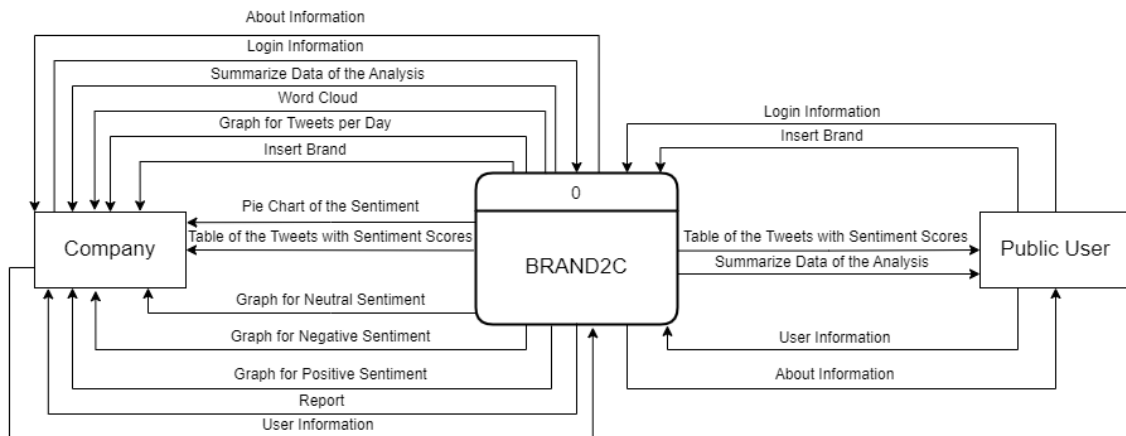 About Information
Login Information
Summarize Data of the Analysis
Word Cloud
Graph for Tweets per Day
Insert Brand
Login Information
Insert Brand
0
Pie Chart of the Sentiment
Company
Table of the Tweets with Sentiment Scores
BRAND2C
Table of the Tweets with Sentiment Scores
Summarize Data of the Analysis
Public User
Graph for Neutral Sentiment
Graph for Negative Sentiment
User Information
Graph for Positive Sentiment
About Information
Report
User Information